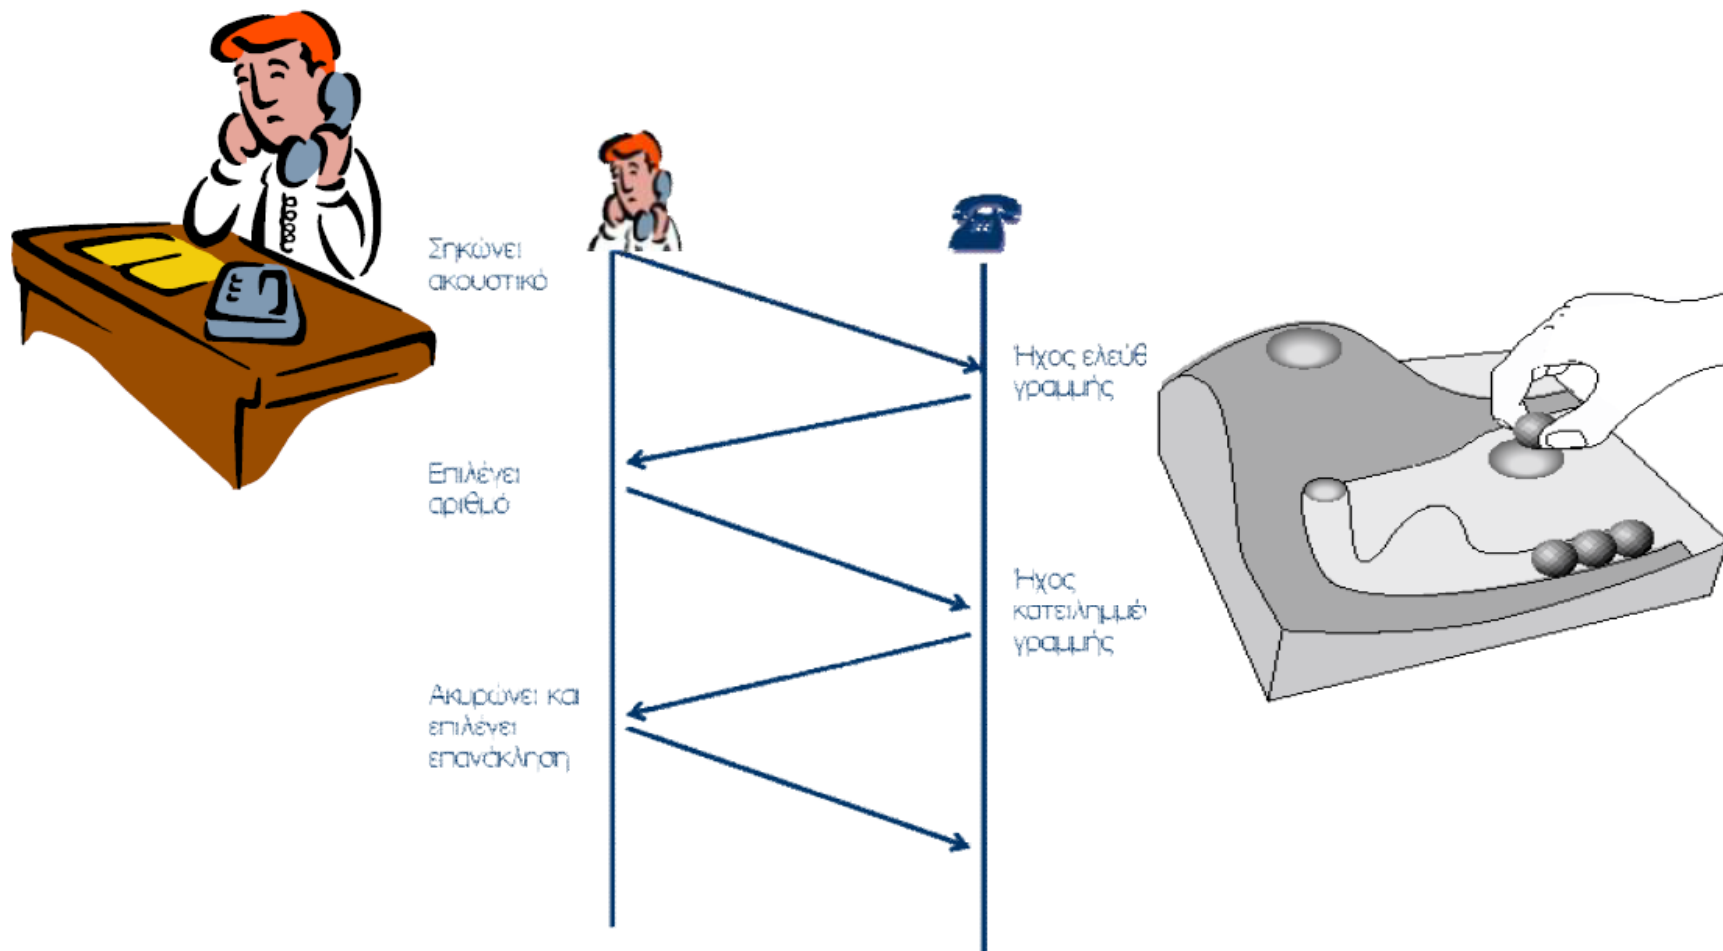 Σηκώνει
ακουστικό
Ήχος ελεύθ
γραμμής
Επιλέγει
αριθμό
Ήχος
κατειλημμέ
γραμμής
Ακυρώνει και
επιλέγει
επανάκληση